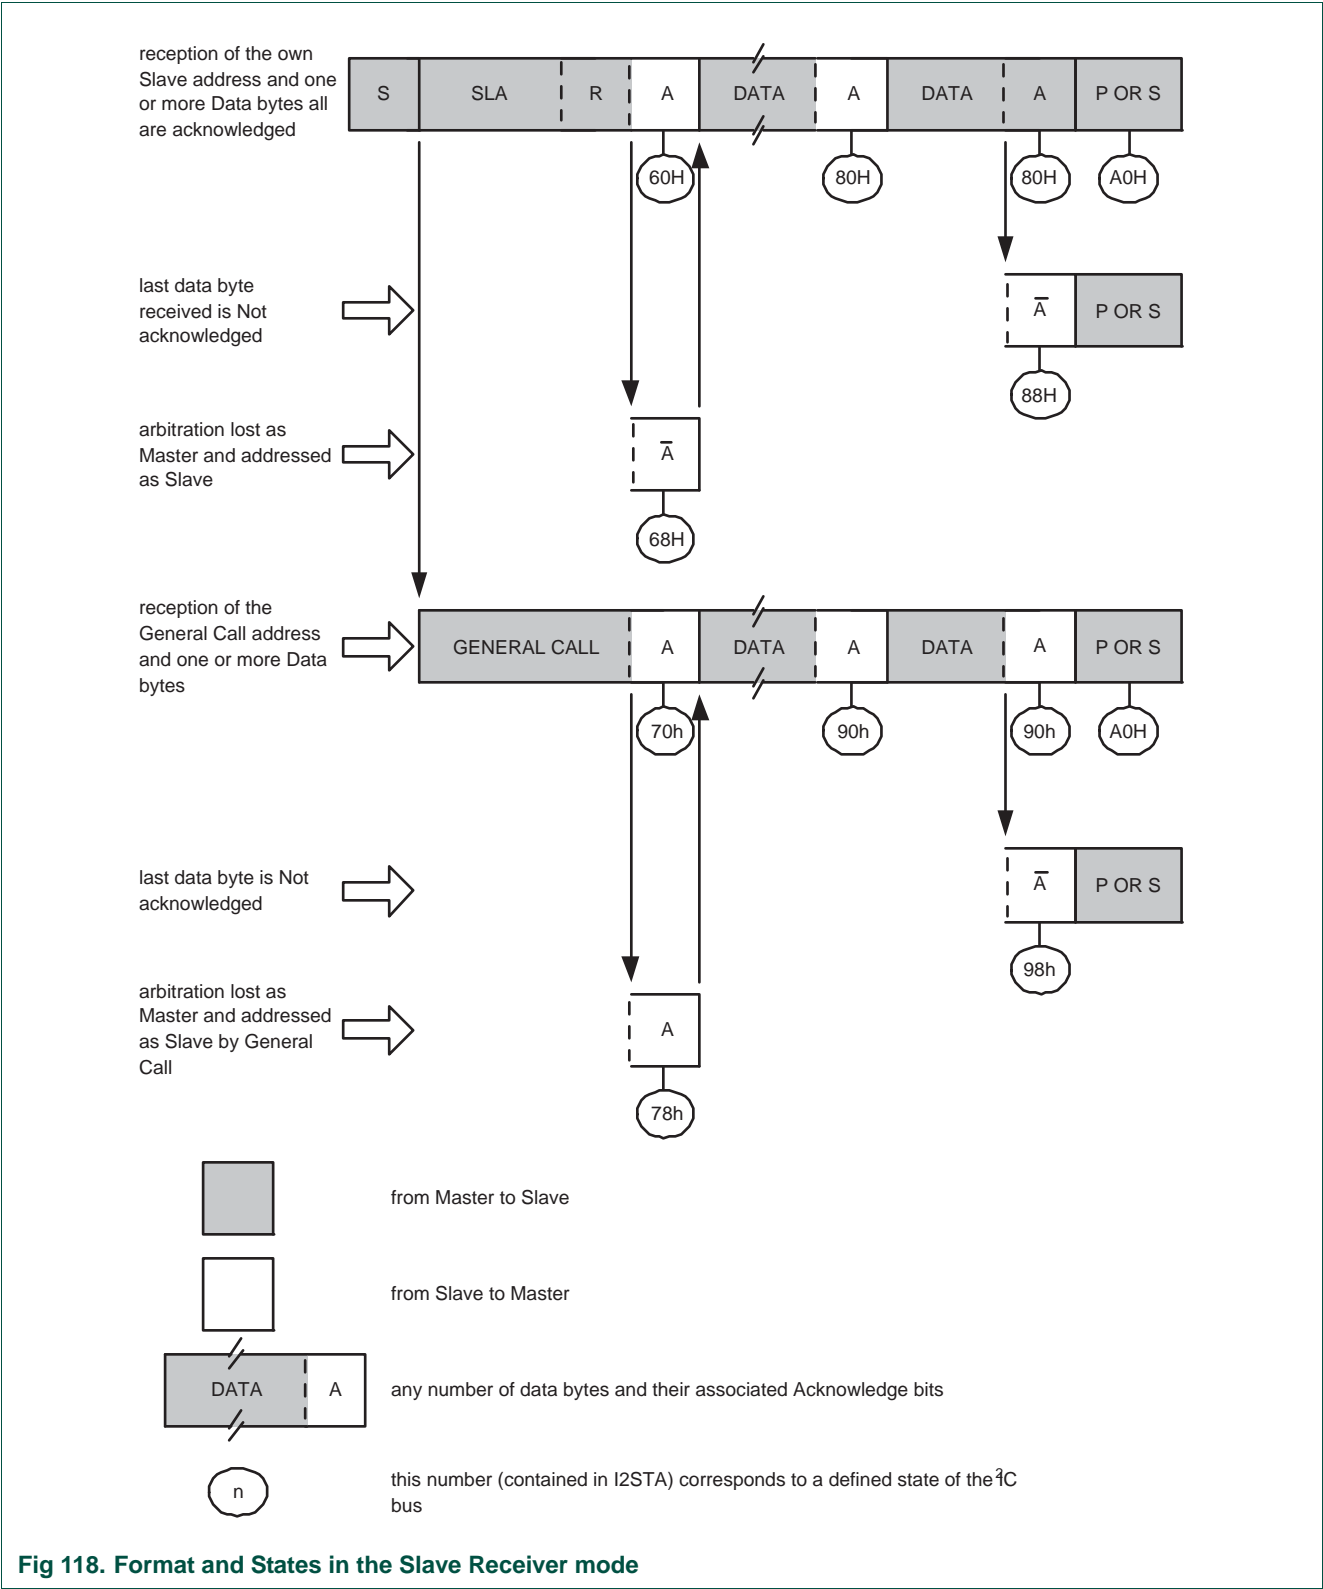 reception of the own
Slave address and one
or more Data bytes all
are acknowledged
S SLA R A DATA A DATA A P OR S
60H 80H 80H A0H
last data byte
received is Not
acknowledged
A̅ P OR S
88H
arbitration lost as
Master and addressed
as Slave
A̅
68H
reception of the
General Call address
and one or more Data
bytes
GENERAL CALL A DATA A DATA A P OR S
70h 90h 90h A0H
last data byte is Not
acknowledged
A̅ P OR S
98h
arbitration lost as
Master and addressed
as Slave by General
Call
A
78h
from Master to Slave
from Slave to Master
DATA A any number of data bytes and their associated Acknowledge bits
n this number (contained in I2STA) corresponds to a defined state of the I²C
bus
Fig 118. Format and States in the Slave Receiver mode